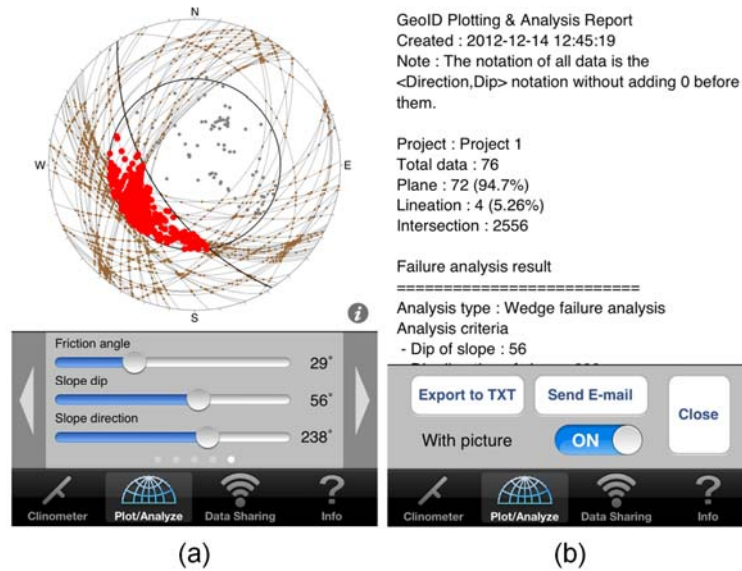 N
W
E
S
i
Friction angle
29°
Slope dip
56°
Slope direction
238°
Clinometer
Plot/Analyze
Data Sharing
?
Info
(a)
GeoID Plotting & Analysis Report
Created : 2012-12-14 12:45:19
Note : The notation of all data is the
<Direction,Dip> notation without adding 0 before
them.
Project : Project 1
Total data : 76
Plane : 72 (94.7%)
Lineation : 4 (5.26%)
Intersection : 2556
Failure analysis result
==========================
Analysis type : Wedge failure analysis
Analysis criteria
- Dip of slope : 56
Export to TXT
Send E-mail
Close
With picture
ON
Clinometer
Plot/Analyze
Data Sharing
?
Info
(b)